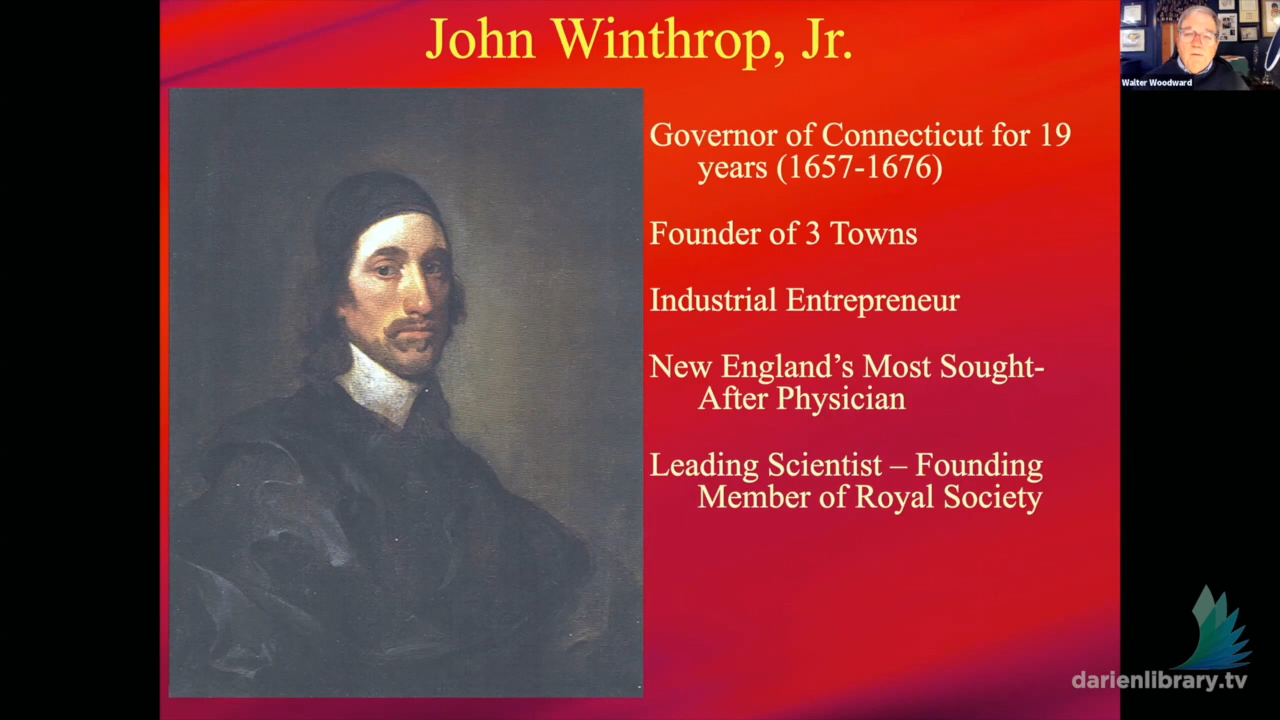 John Winthrop, Jr.
Governor of Connecticut for 19
years (1657-1676)
Founder of 3 Towns
Industrial Entrepreneur
New England’s Most Sought-
After Physician
Leading Scientist – Founding
Member of Royal Society
Walter Woodward
darienlibrary.tv